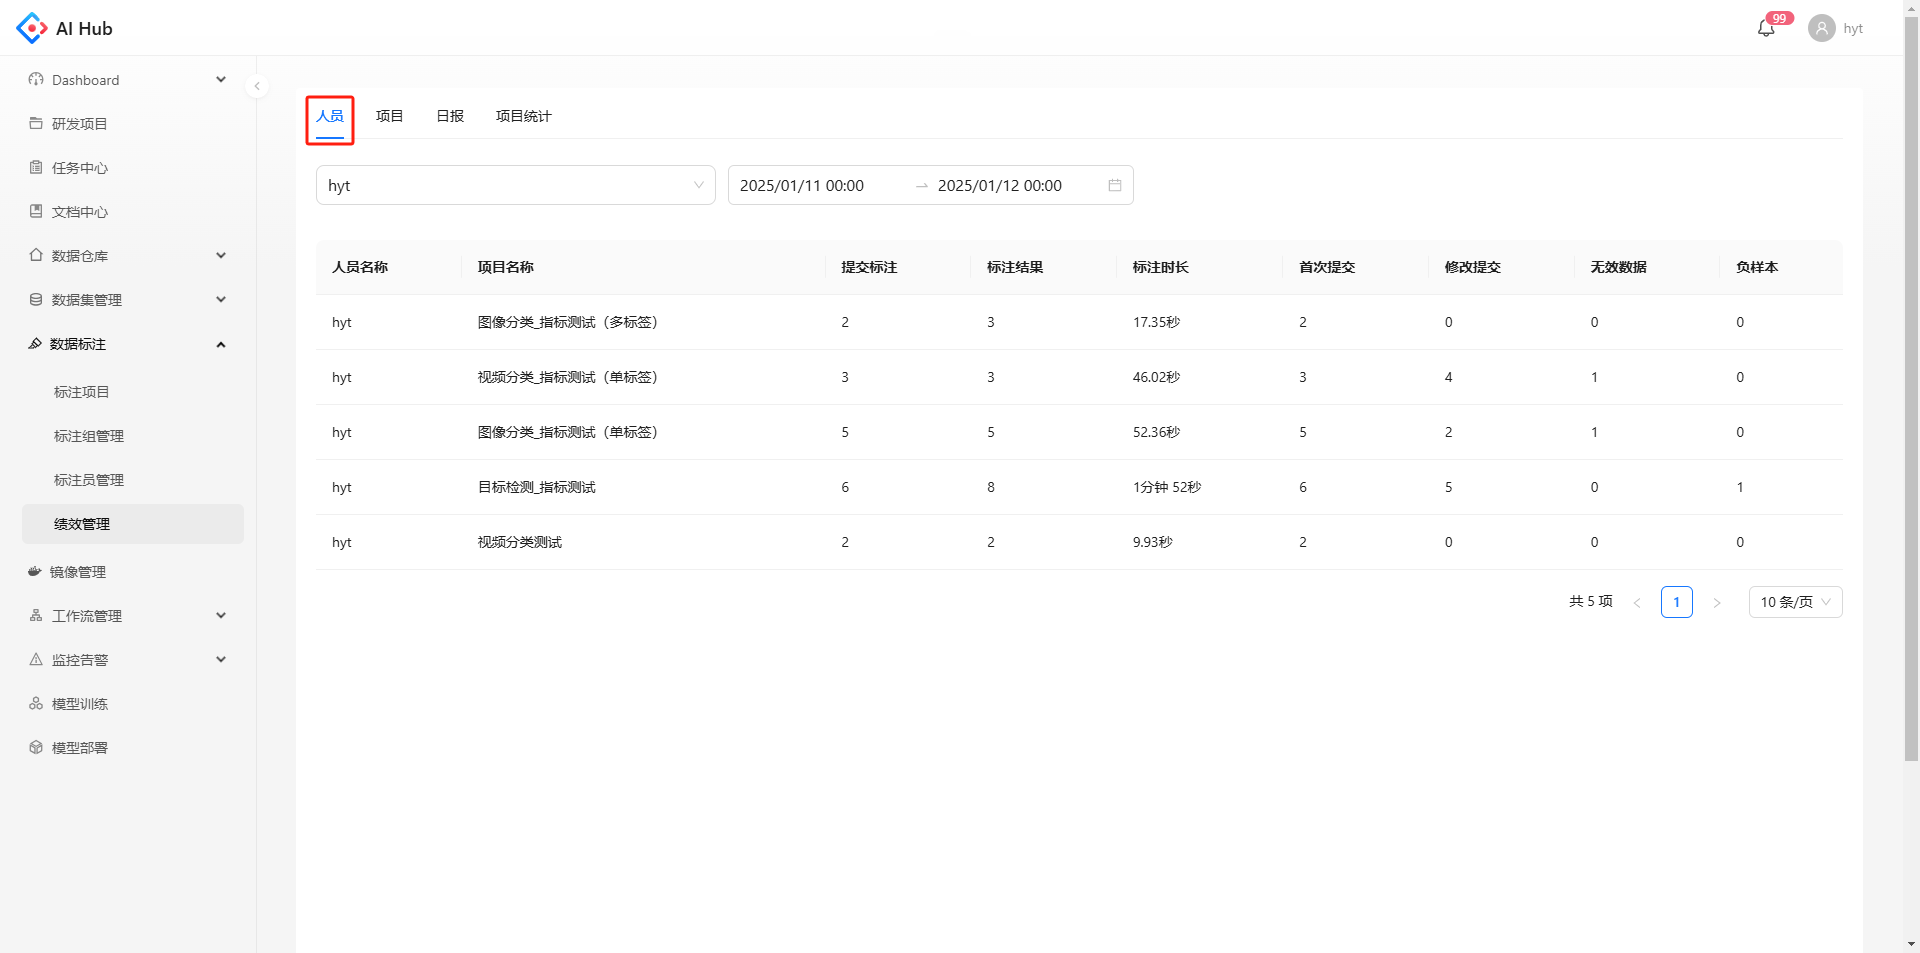 AI Hub
99
hyt
Dashboard
研发项目
任务中心
文档中心
数据仓库
数据集管理
数据标注
标注项目
标注组管理
标注员管理
绩效管理
镜像管理
工作流管理
监控告警
模型训练
模型部署
人员 项目 日报 项目统计
hyt 2025/01/11 00:00 2025/01/12 00:00
人员名称 项目名称 提交标注 标注结果 标注时长 首次提交 修改提交 无效数据 负样本
hyt 图像分类_指标测试（多标签） 2 3 17.35秒 2 0 0 0
hyt 视频分类_指标测试（单标签） 3 3 46.02秒 3 4 1 0
hyt 图像分类_指标测试（单标签） 5 5 52.36秒 5 2 1 0
hyt 目标检测_指标测试 6 8 1分钟 52秒 6 5 0 1
hyt 视频分类测试 2 2 9.93秒 2 0 0 0
共 5 项 < 1 > 10 条/页